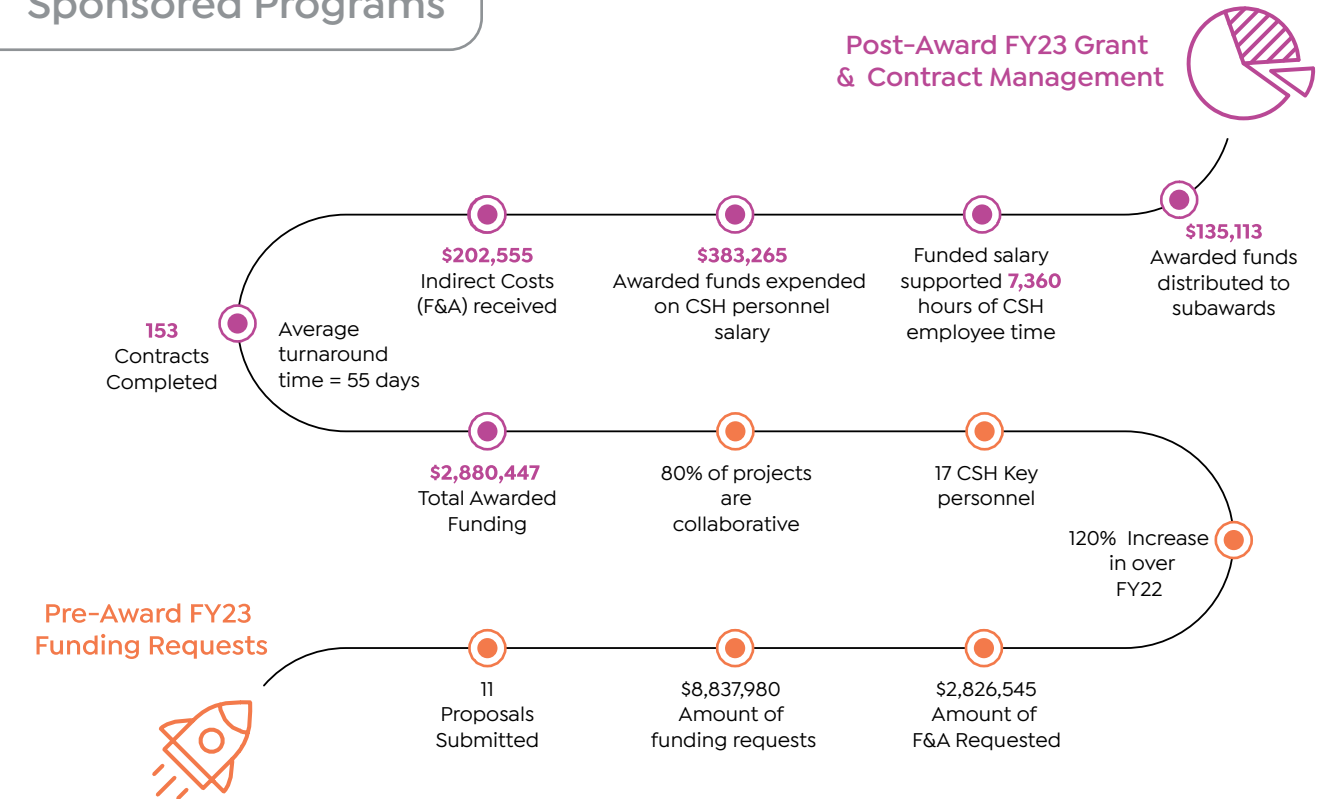 Sponsored Programs
Post-Award FY23 Grant
& Contract Management
$135,113
Awarded funds
distributed to
subawards
Funded salary
supported 7,360
hours of CSH
employee time
$383,265
Awarded funds expended
on CSH personnel
salary
$202,555
Indirect Costs
(F&A) received
153
Contracts
Completed
Average
turnaround
time = 55 days
$2,880,447
Total Awarded
Funding
80% of projects
are
collaborative
17 CSH Key
personnel
120% Increase
in over
FY22
Pre-Award FY23
Funding Requests
11
Proposals
Submitted
$8,837,980
Amount of
funding requests
$2,826,545
Amount of
F&A Requested